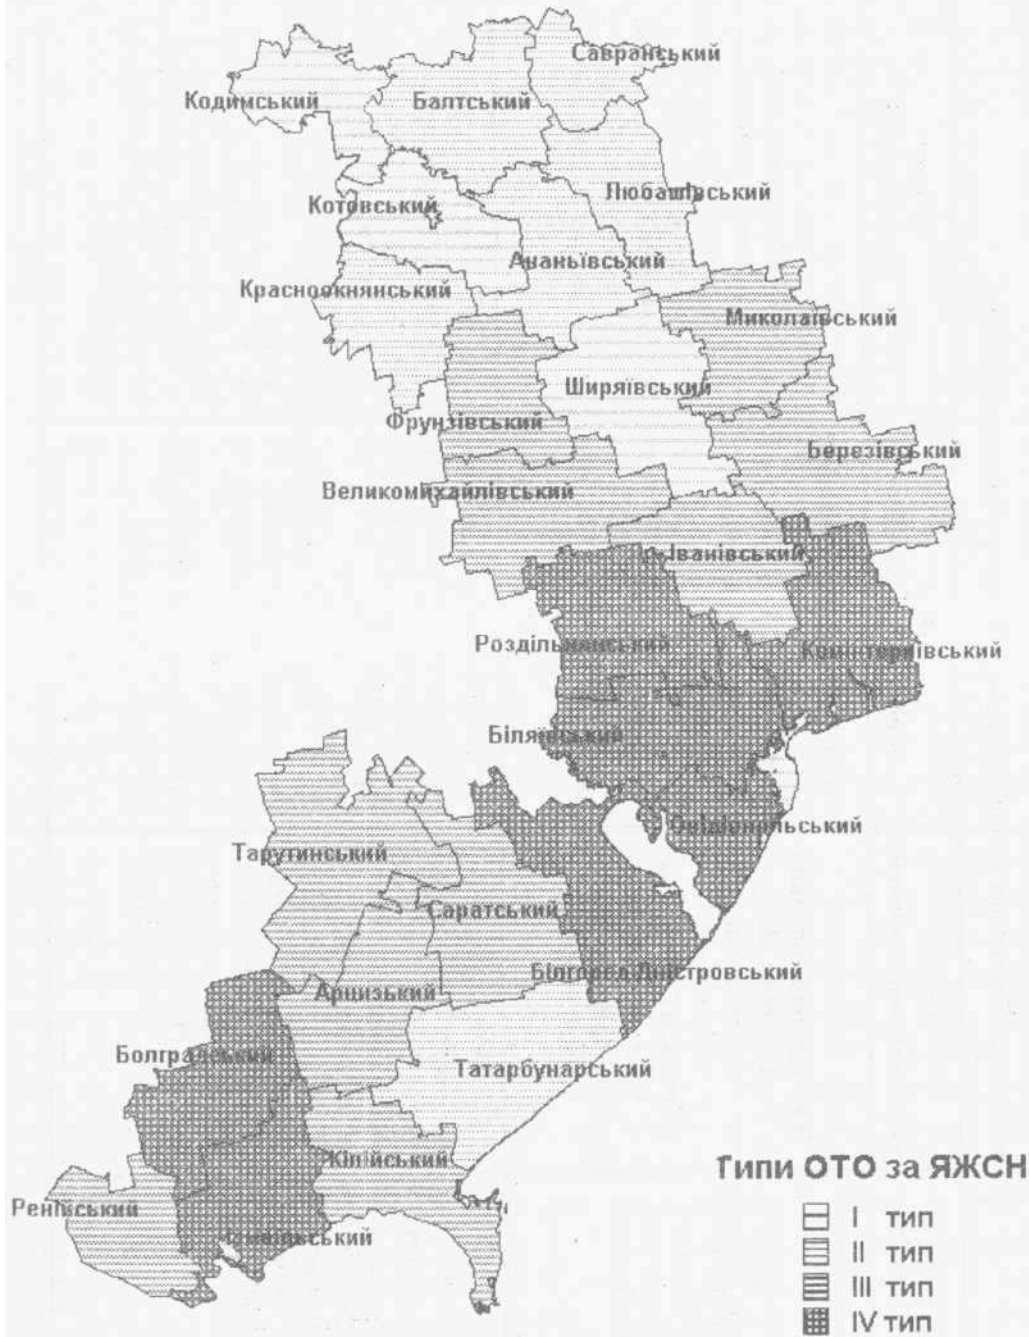 Савранський
Кодимський
Балтський
Любашівський
Котовський
Ананьївський
Красноокнянський
Миколаївський
Ширяївський
Фрунзівський
Березівський
Великомихайлівський
Іванівський
Роздільнянський
Комінтернівський
Біляївський
Овідіопольський
Тарутинський
Саратський
Білгород-Дністровський
Арцизький
Болградський
Татарбунарський
Кілійський
Ренійський
Ізмаїльський
Типи ОТО за ЯЖСН
I тип
II тип
III тип
IV тип